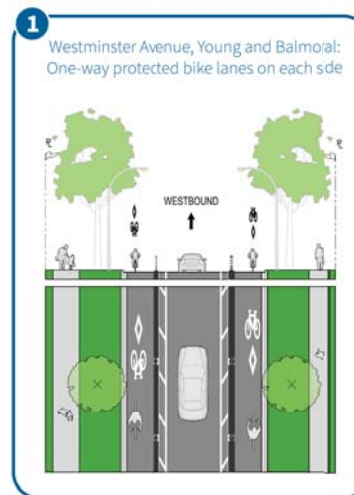 1
Westminster Avenue, Young and Balmoral:
One-way protected bike lanes on each side
WESTBOUND